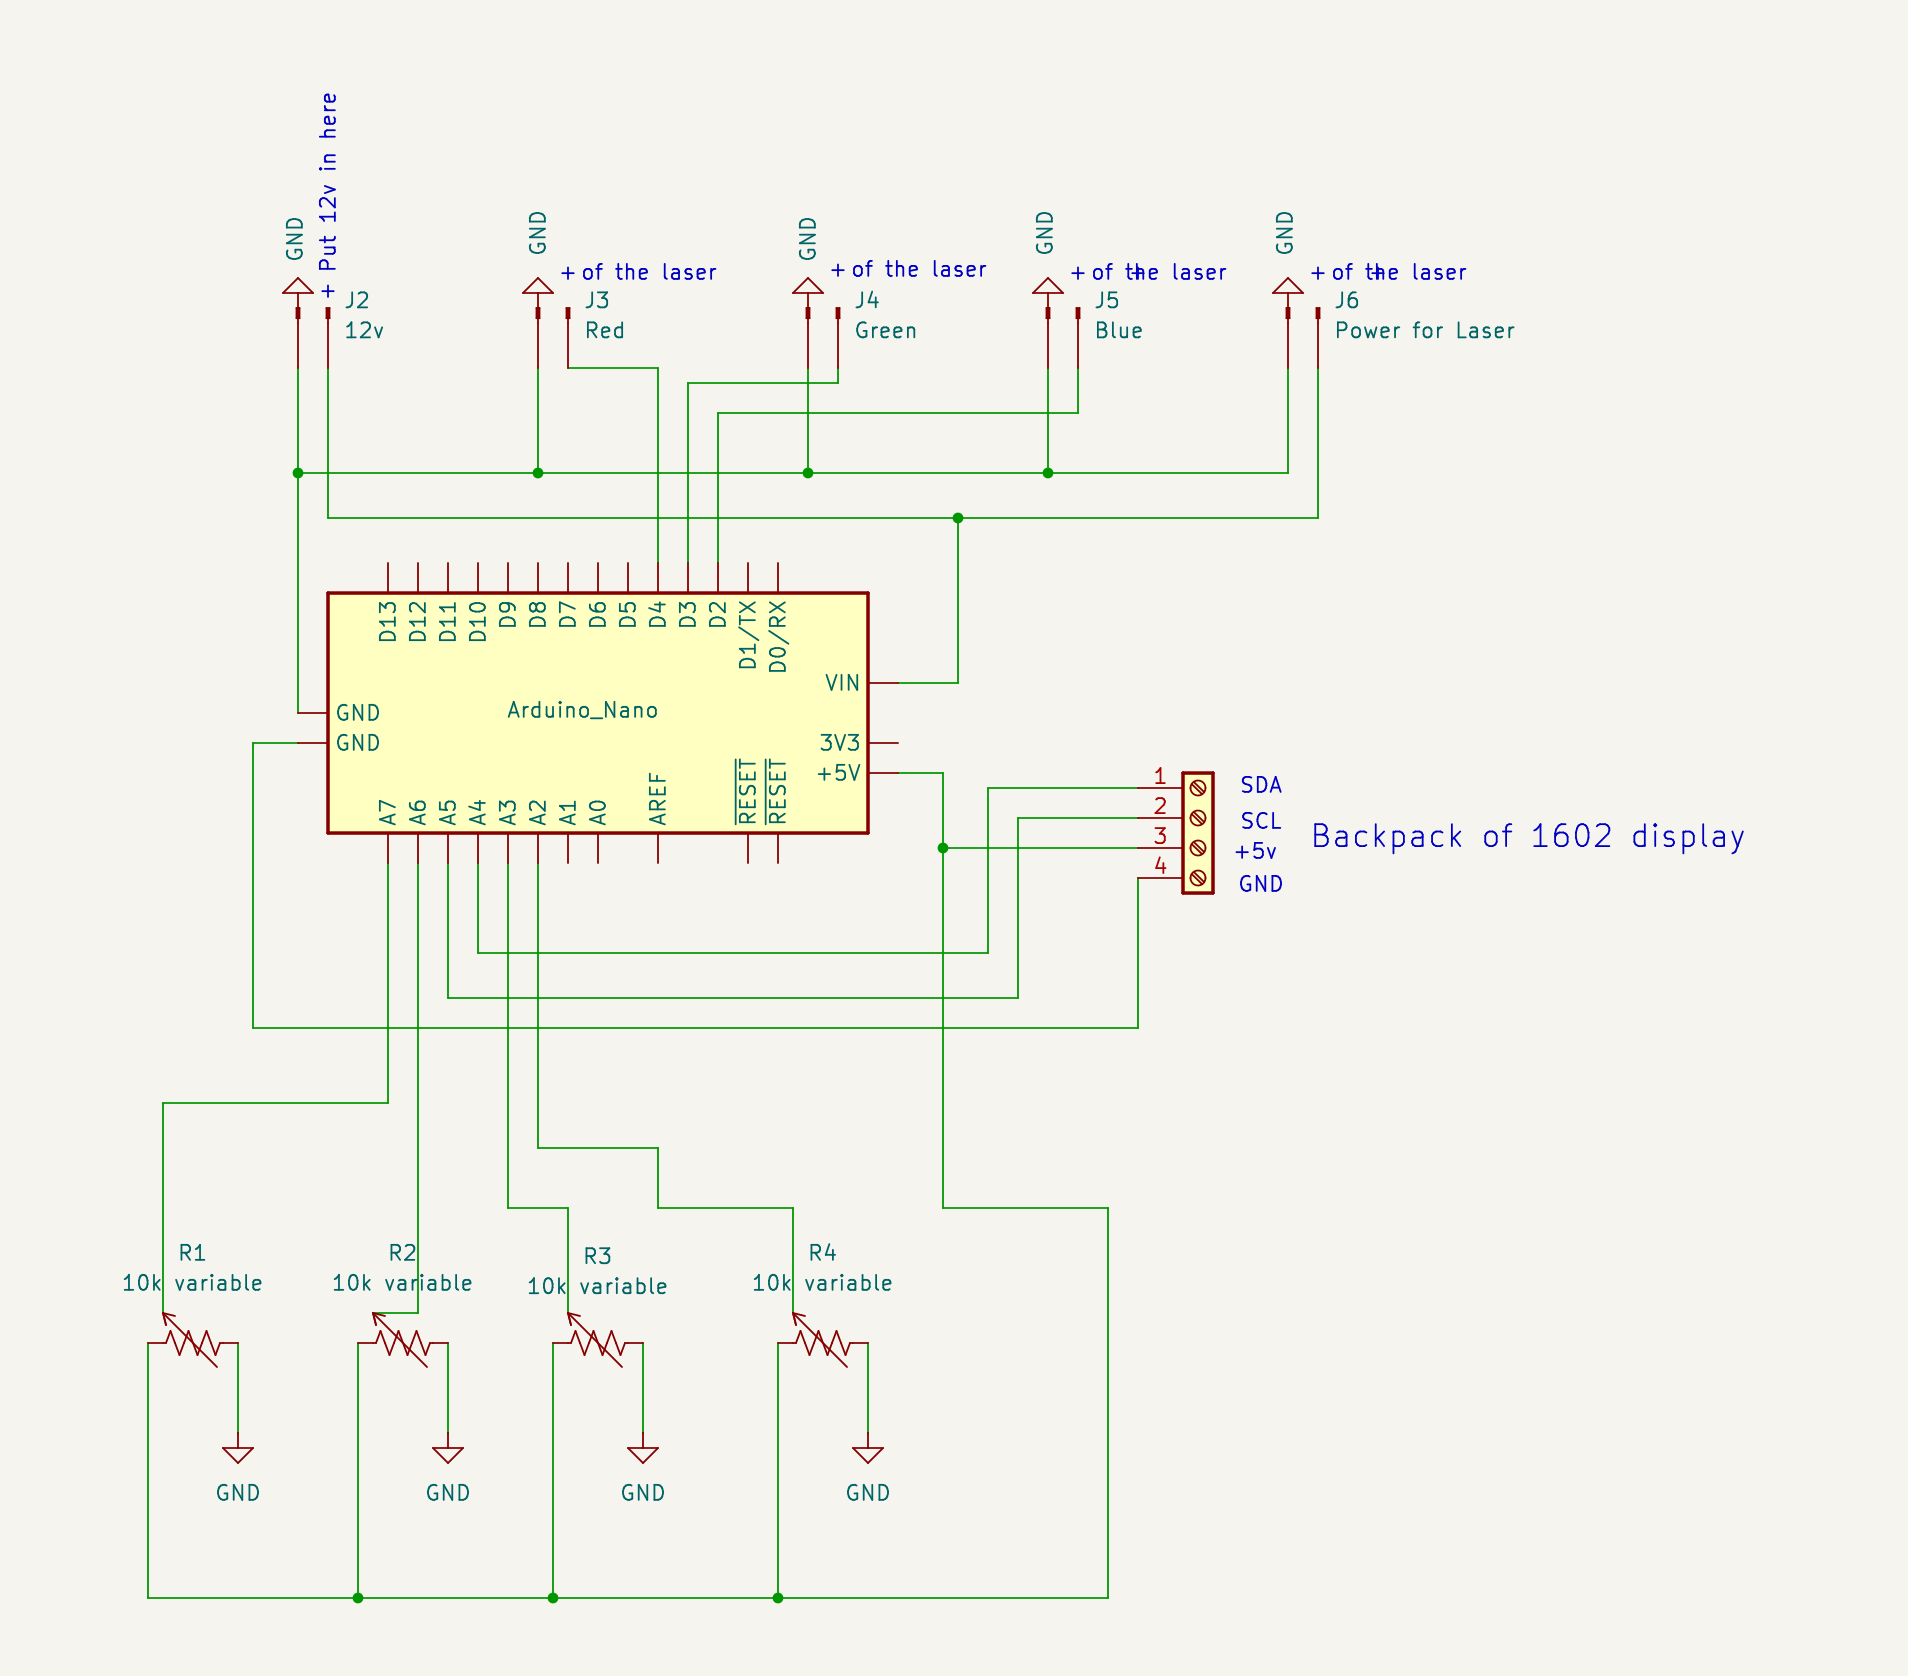 + Put 12v in here
GND
GND
GND
GND
GND
+ of the laser
+ of the laser
+ of the laser
+
+ of the laser
+
J2
12v
J3
Red
J4
Green
J5
Blue
J6
Power for Laser
D13
D12
D11
D10
D9
D8
D7
D6
D5
D4
D3
D2
D1/TX
D0/RX
VIN
GND
Arduino_Nano
GND
3V3
+5V
A7
A6
A5
A4
A3
A2
A1
A0
AREF
RESET
RESET
1 SDA
2 SCL
Backpack of 1602 display
3 +5v
4 GND
R1
10k variable
R2
10k variable
R3
10k variable
R4
10k variable
GND
GND
GND
GND